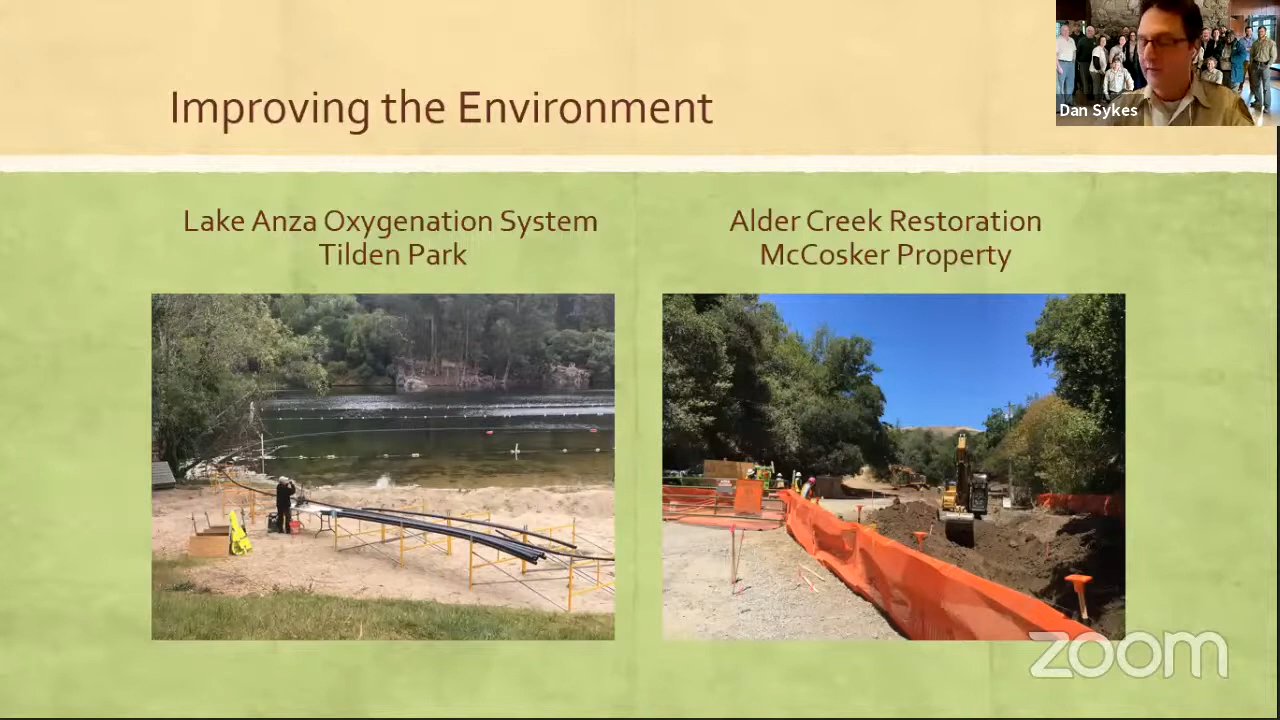 Improving the Environment
Dan Sykes
Lake Anza Oxygenation System
Tilden Park
Alder Creek Restoration
McCosker Property
zoom